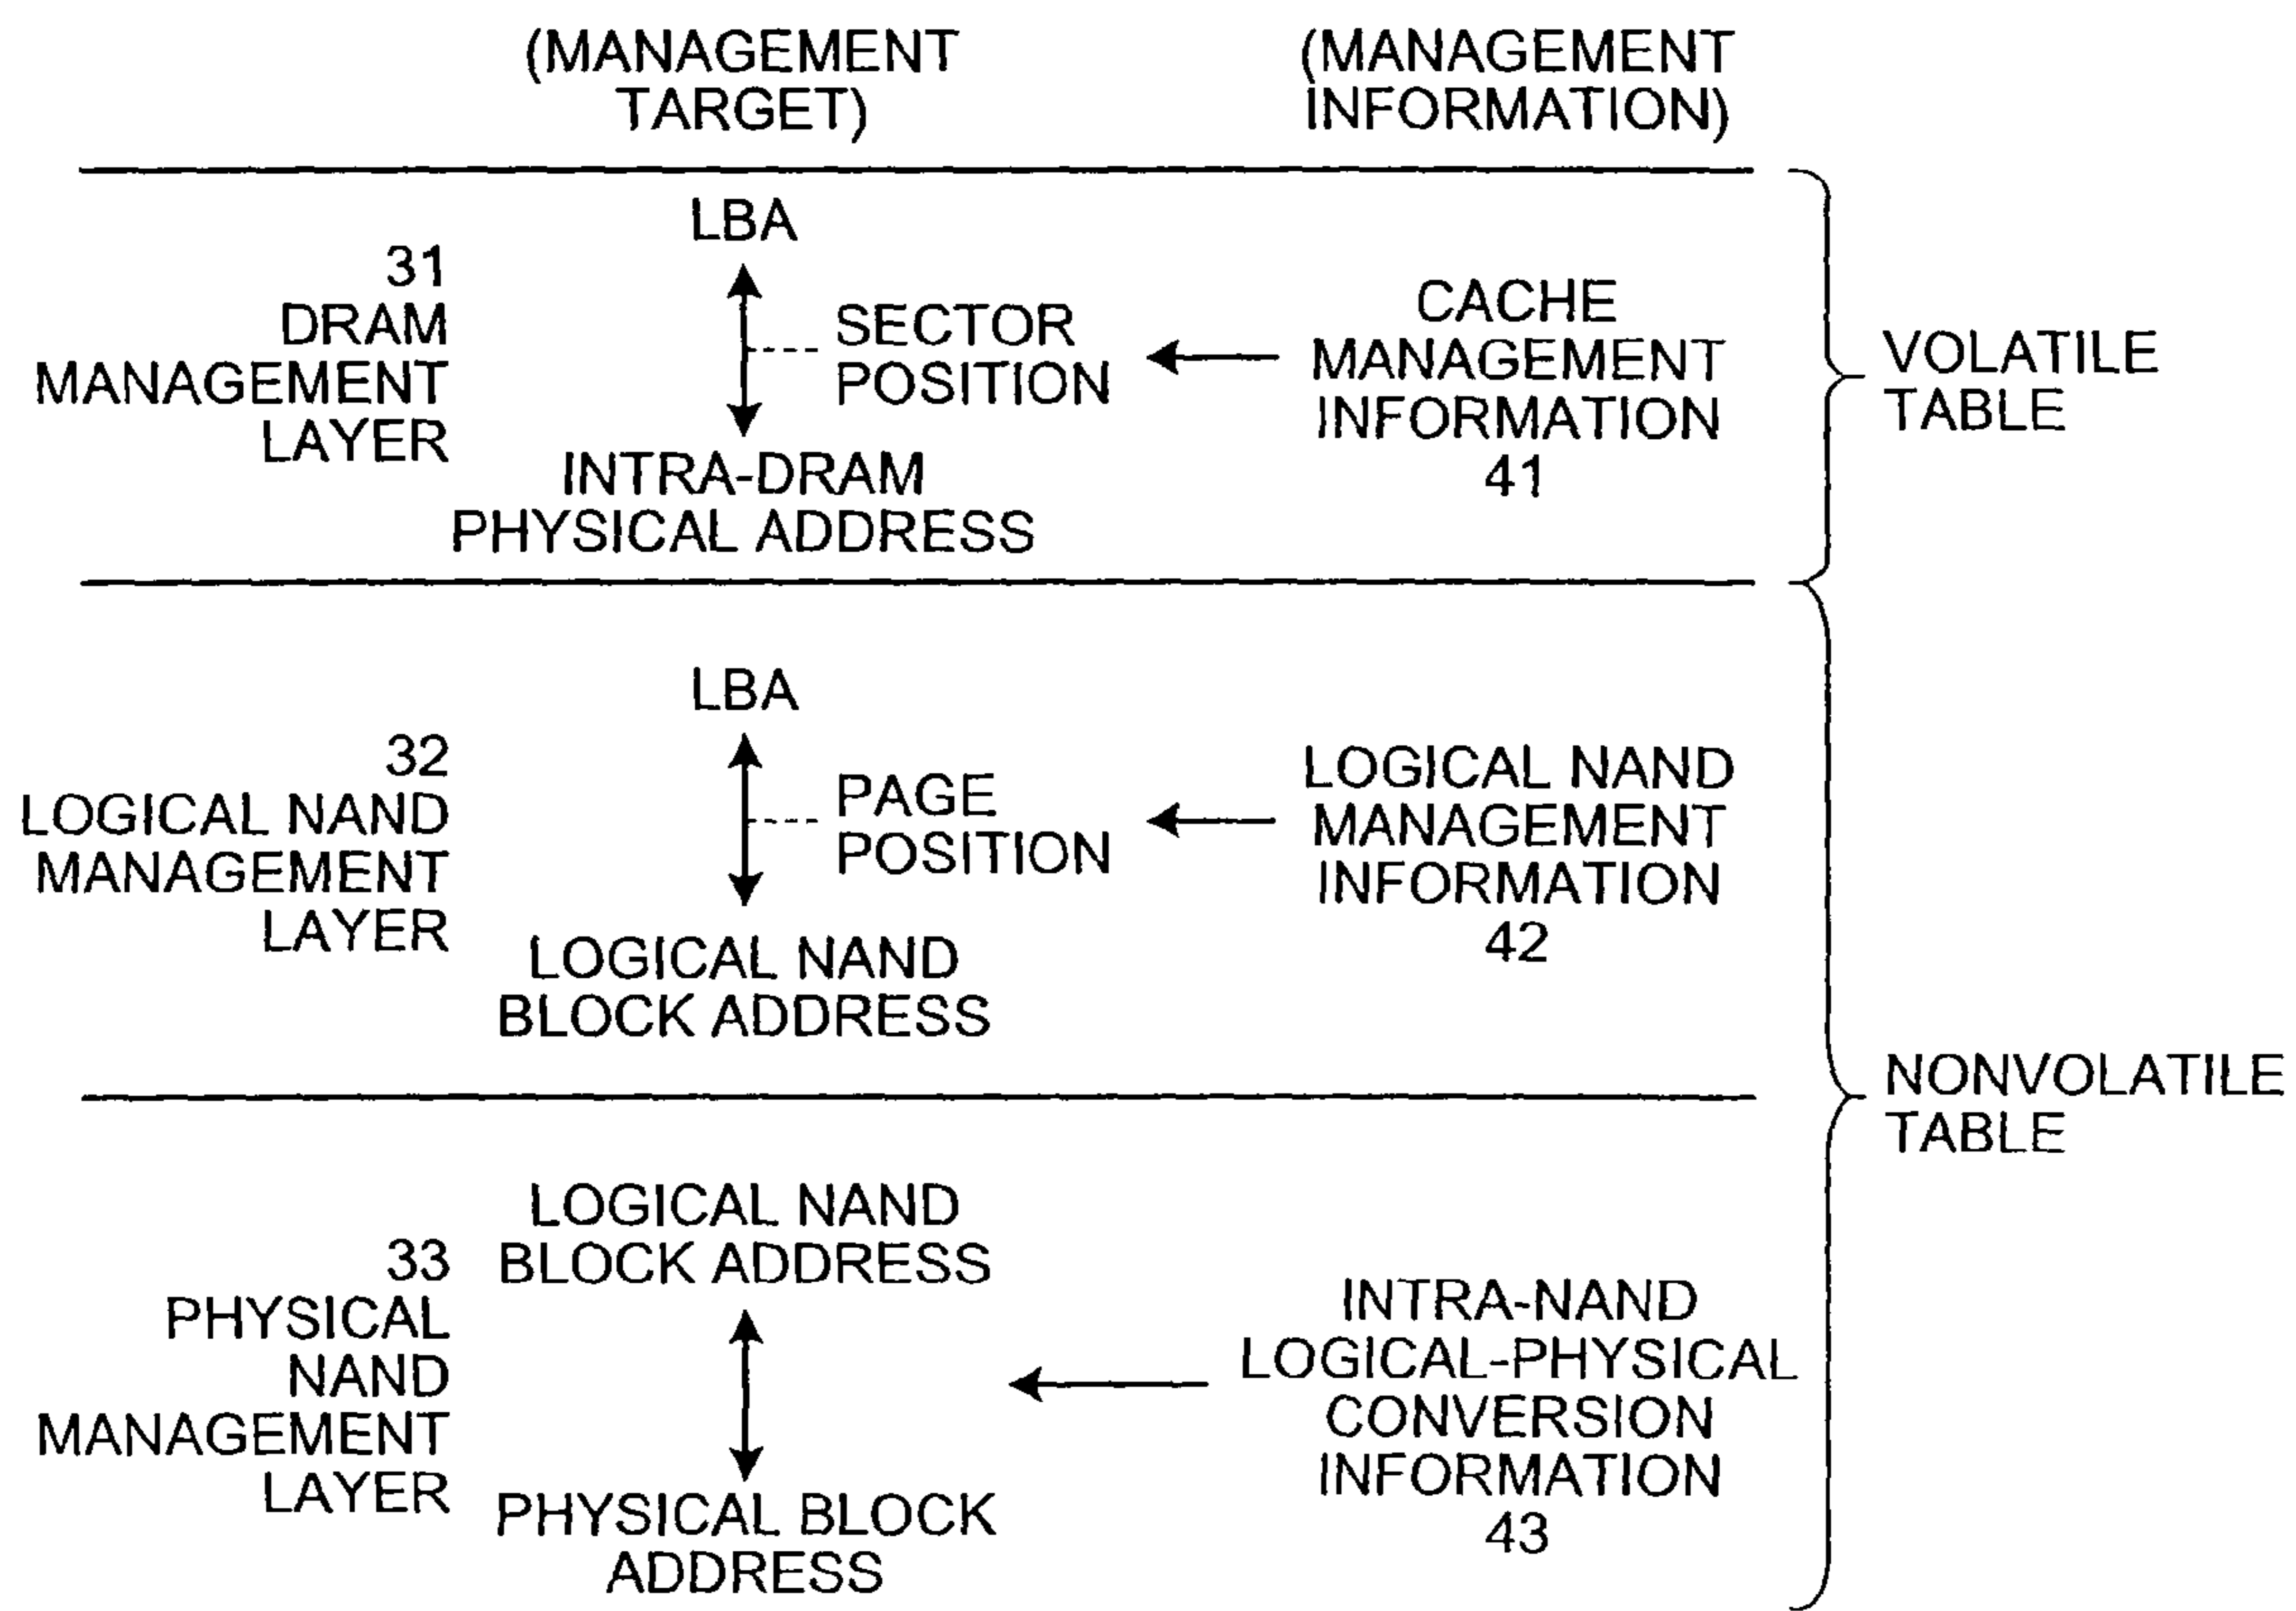 (MANAGEMENT
TARGET)
(MANAGEMENT
INFORMATION)
31
DRAM
MANAGEMENT
LAYER
LBA
SECTOR
POSITION
INTRA-DRAM
PHYSICAL ADDRESS
CACHE
MANAGEMENT
INFORMATION
41
VOLATILE
TABLE
32
LOGICAL NAND
MANAGEMENT
LAYER
LBA
PAGE
POSITION
LOGICAL NAND
BLOCK ADDRESS
LOGICAL NAND
MANAGEMENT
INFORMATION
42
33
PHYSICAL
NAND
MANAGEMENT
LAYER
LOGICAL NAND
BLOCK ADDRESS
PHYSICAL BLOCK
ADDRESS
INTRA-NAND
LOGICAL-PHYSICAL
CONVERSION
INFORMATION
43
NONVOLATILE
TABLE